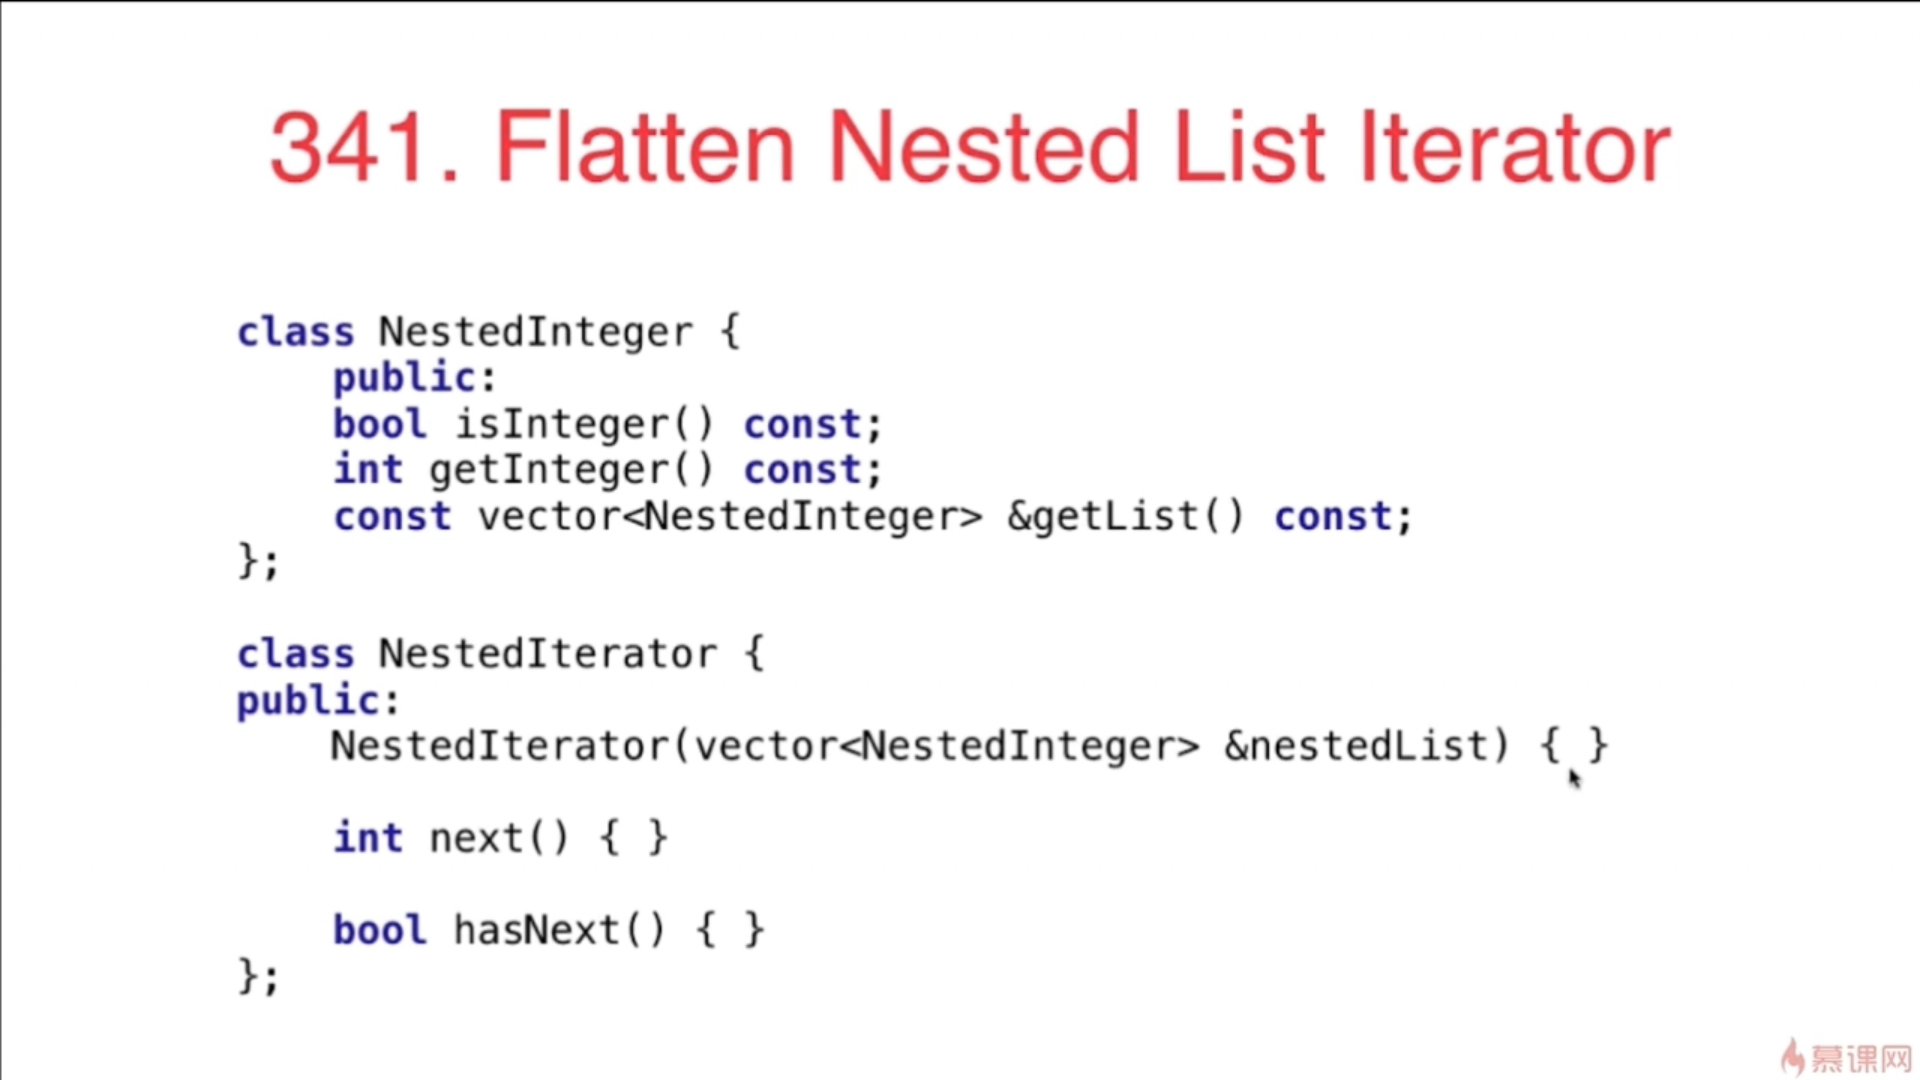 341. Flatten Nested List Iterator
class NestedInteger {
public:
bool isInteger() const;
int getInteger() const;
const vector<NestedInteger> &getList() const;
};
class NestedIterator {
public:
NestedIterator(vector<NestedInteger> &nestedList) { }
int next() { }
bool hasNext() { }
};
慕课网